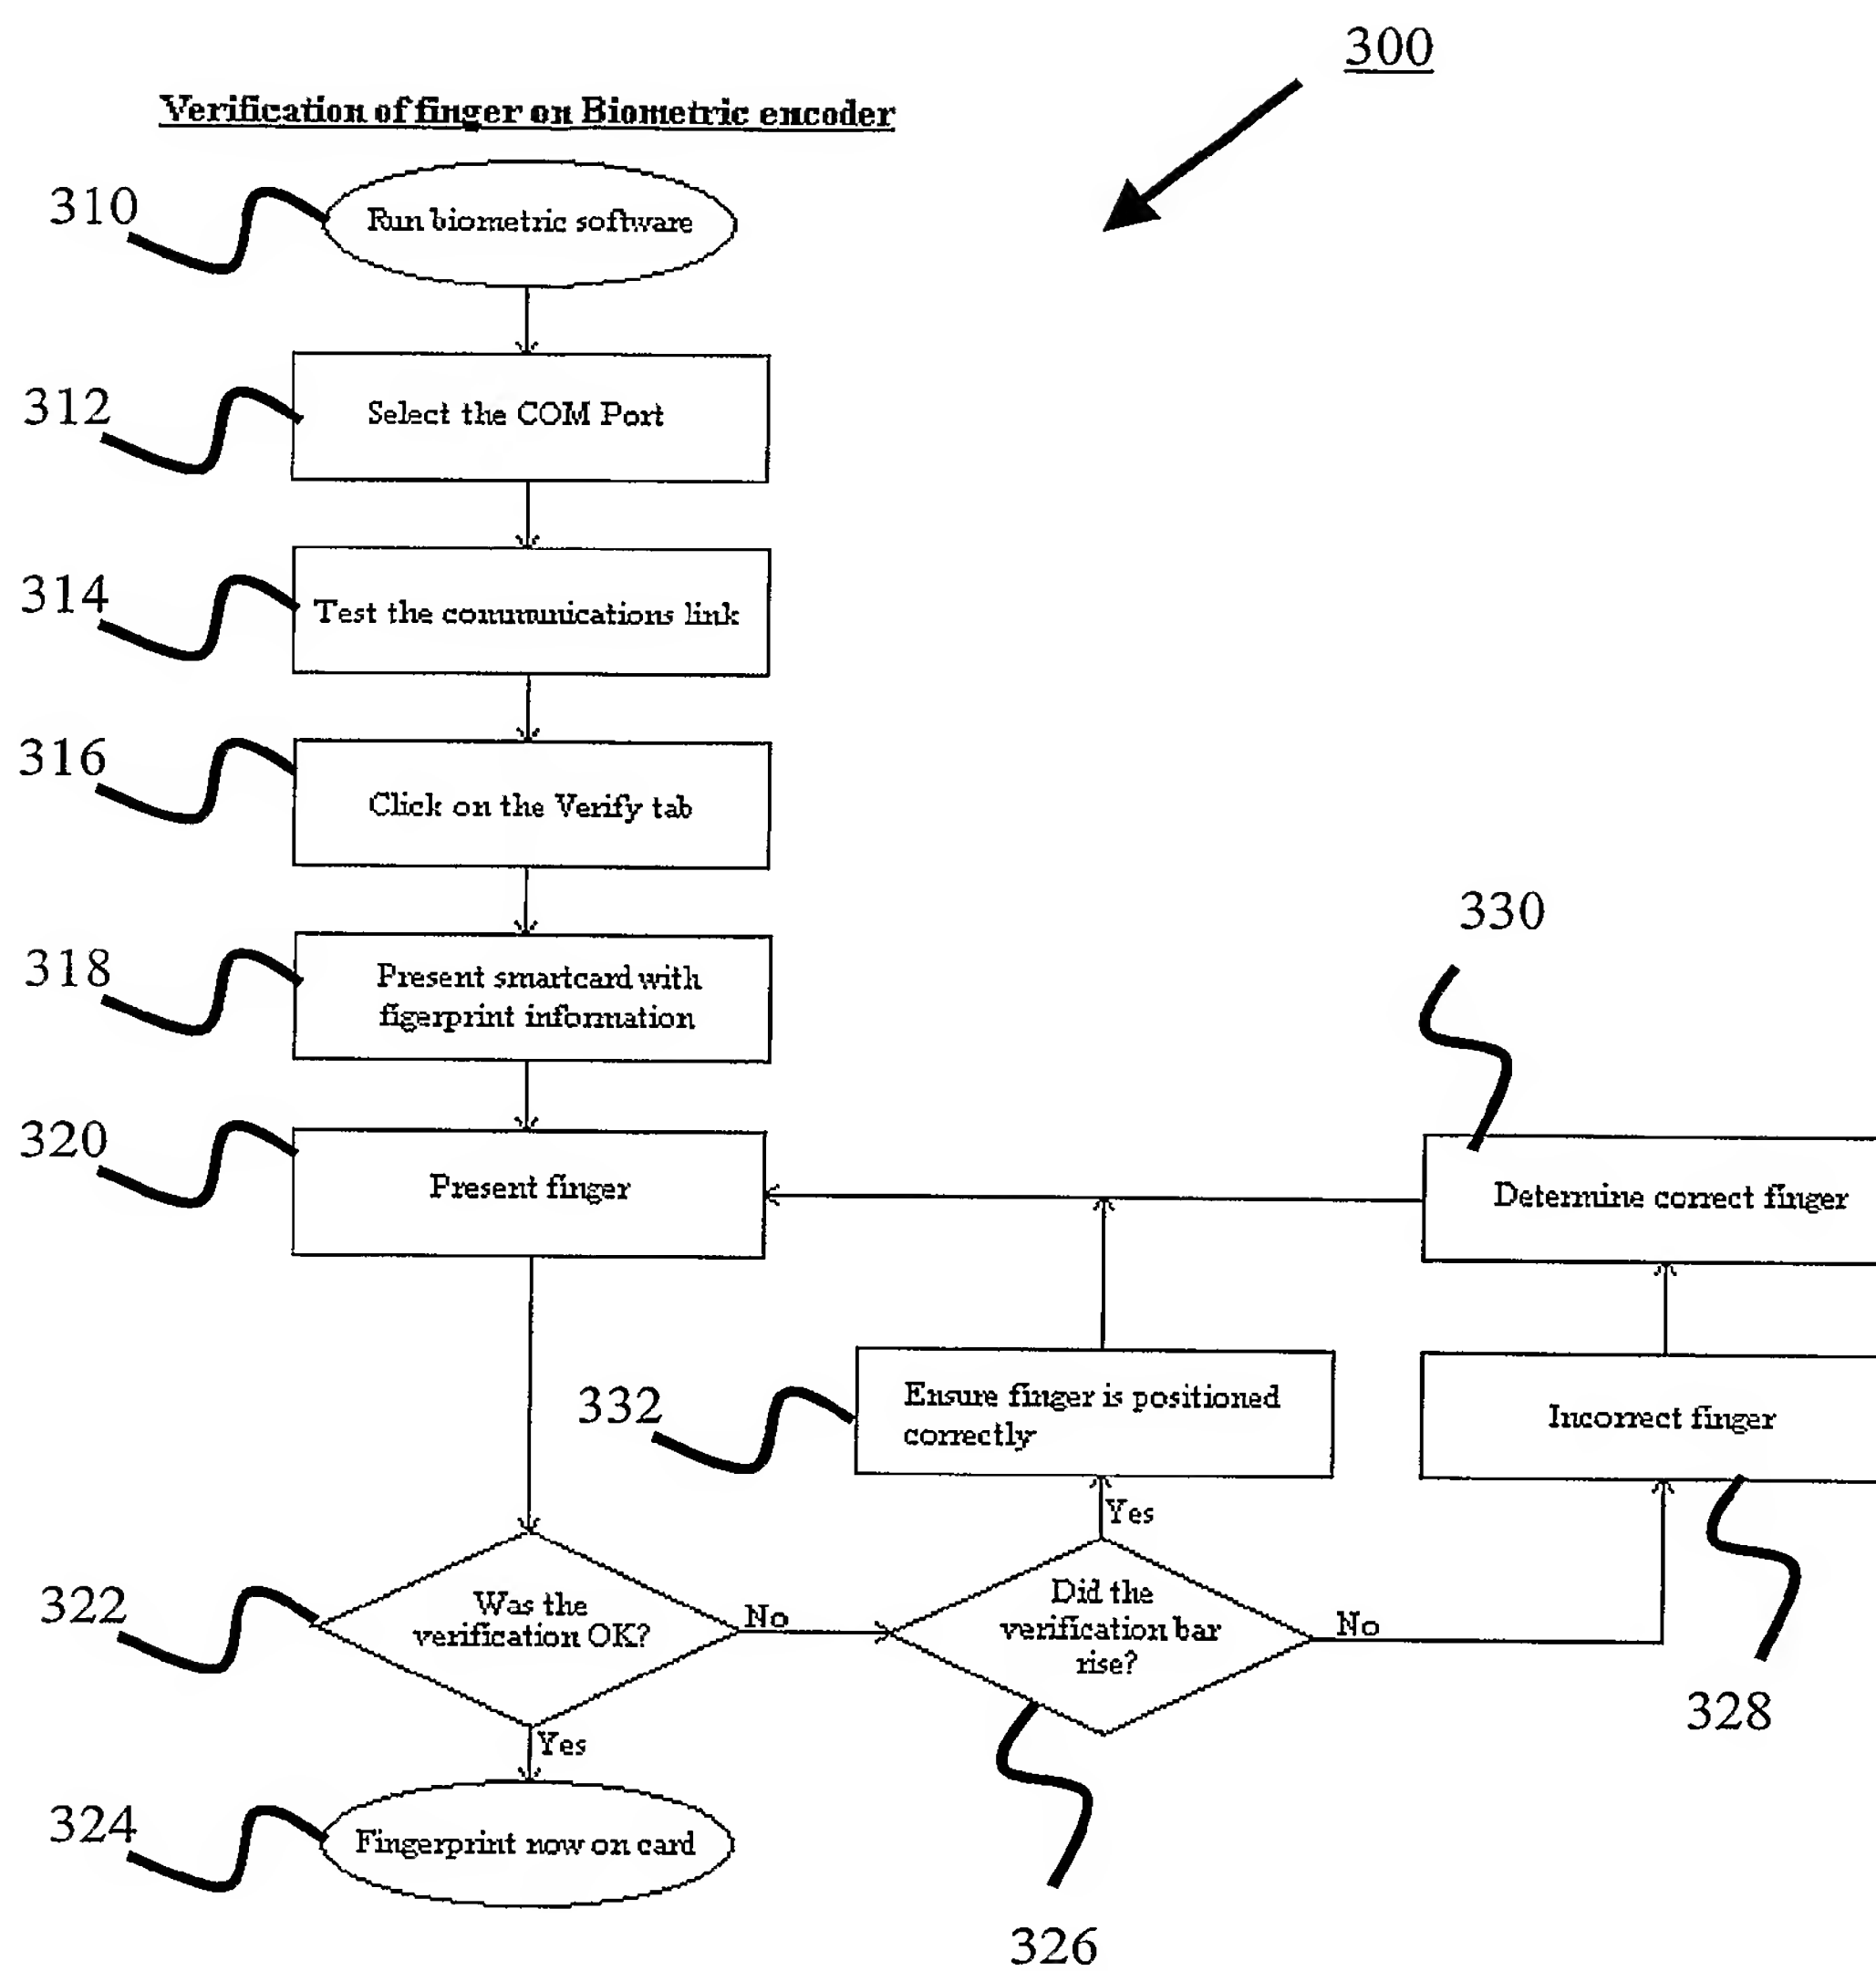 300
Verification of finger on Biometric encoder
310
Run biometric software
312
Select the COM Port
314
Test the communications link
316
Click on the Verify tab
318
Present smartcard with
figerprint information
330
320
Present finger
Determine correct finger
332
Ensure finger is positioned
correctly
Incorrect finger
Yes
322
Was the
verification OK?
No
Did the
verification bar
rise?
No
328
Yes
324
Fingerprint now on card
326